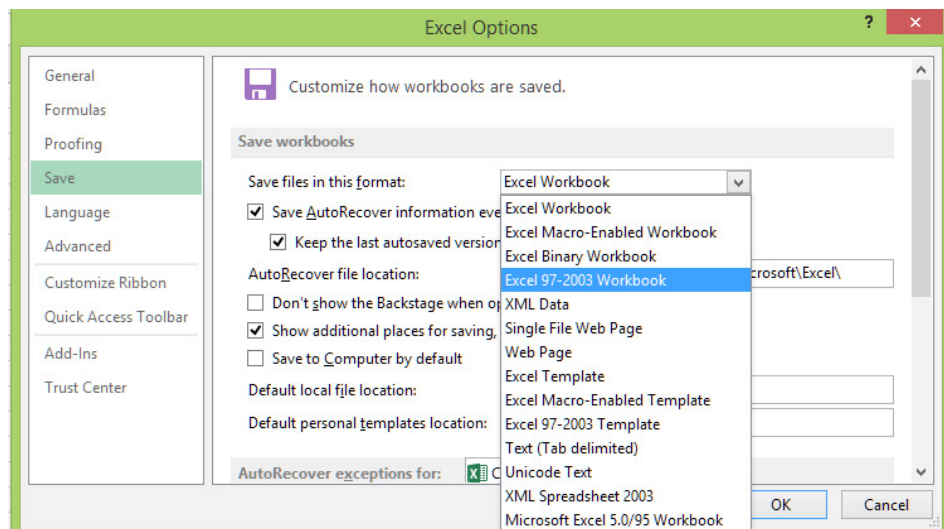 Excel Options
?
General
Formulas
Proofing
Save
Language
Advanced
Customize Ribbon
Quick Access Toolbar
Add-Ins
Trust Center
Customize how workbooks are saved.
Save workbooks
Save files in this format:
Excel Workbook
Save AutoRecover information eve
Keep the last autosaved version
AutoRecover file location:
crosoft\Excel\
Don't show the Backstage when op
Show additional places for saving,
Save to Computer by default
Default local file location:
Default personal templates location:
AutoRecover exceptions for:
Excel Workbook
Excel Macro-Enabled Workbook
Excel Binary Workbook
Excel 97-2003 Workbook
XML Data
Single File Web Page
Web Page
Excel Template
Excel Macro-Enabled Template
Excel 97-2003 Template
Text (Tab delimited)
Unicode Text
XML Spreadsheet 2003
Microsoft Excel 5.0/95 Workbook
OK
Cancel